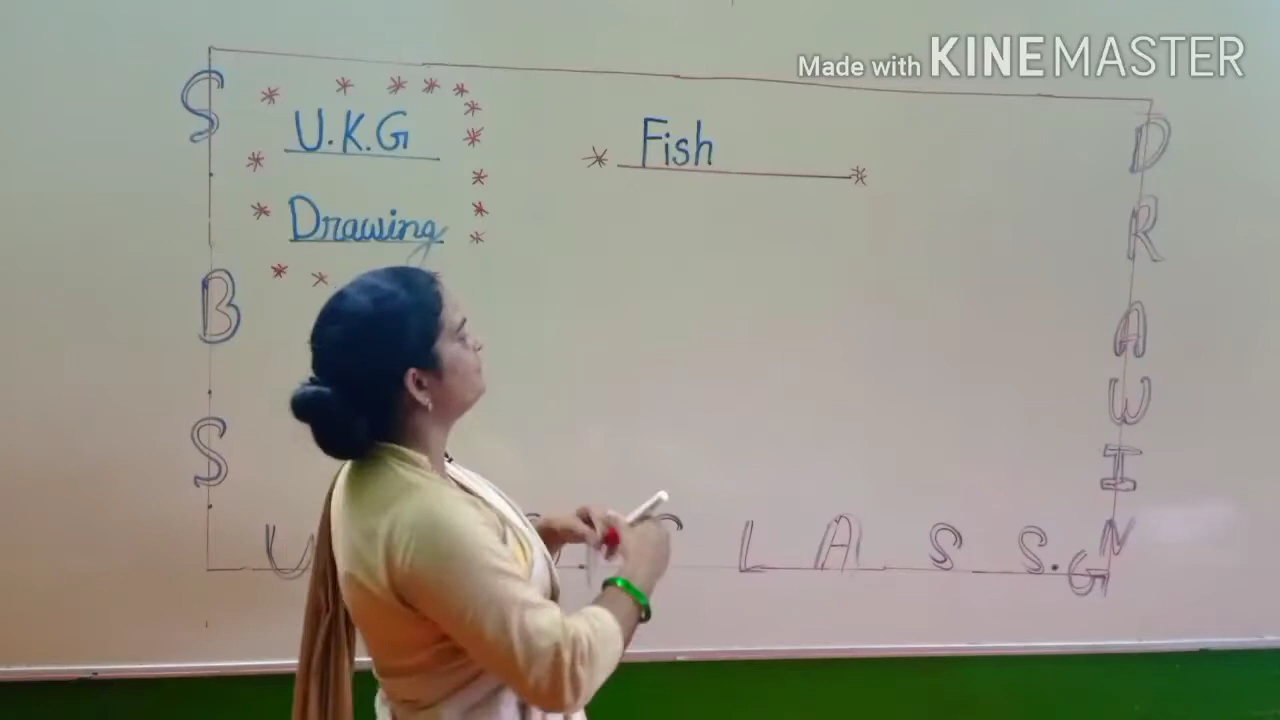 Made with KINEMASTER
U.K.G
Fish
Drawing
S
B
S
L A S S.
D
R
A
W
I
N
G